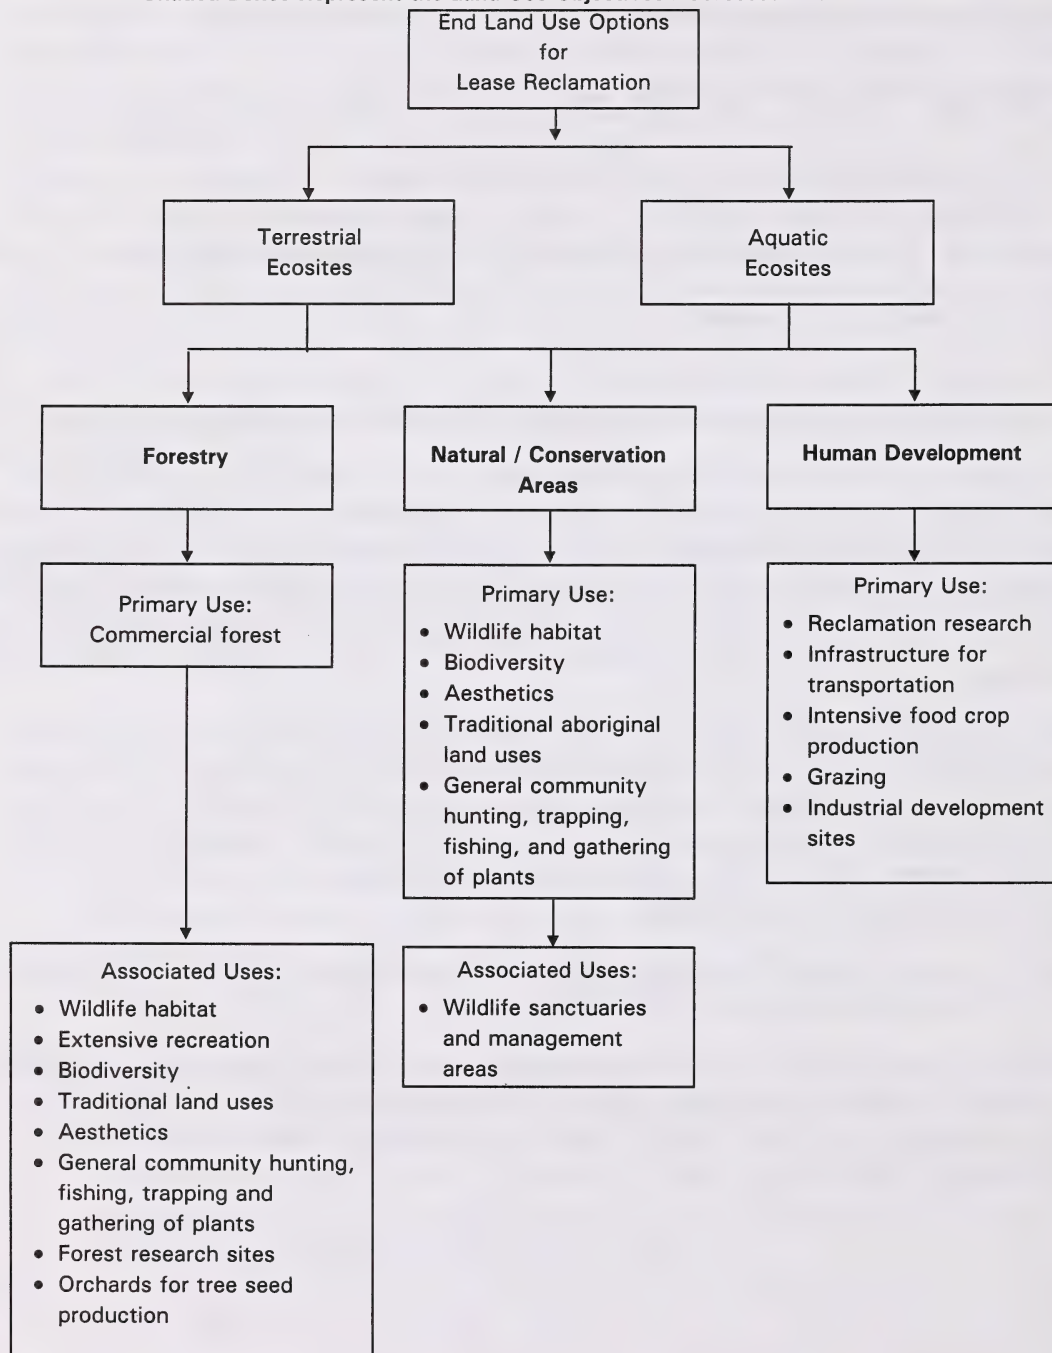 End Land Use Options
for
Lease Reclamation
Terrestrial
Ecosites
Aquatic
Ecosites
Forestry
Natural / Conservation
Areas
Human Development
Primary Use:
Commercial forest
Primary Use:
• Wildlife habitat
• Biodiversity
• Aesthetics
• Traditional aboriginal
land uses
• General community
hunting, trapping,
fishing, and gathering
of plants
Primary Use:
• Reclamation research
• Infrastructure for
transportation
• Intensive food crop
production
• Grazing
• Industrial development
sites
Associated Uses:
• Wildlife habitat
• Extensive recreation
• Biodiversity
• Traditional land uses
• Aesthetics
• General community hunting,
fishing, trapping and
gathering of plants
• Forest research sites
• Orchards for tree seed
production
Associated Uses:
• Wildlife sanctuaries
and management
areas